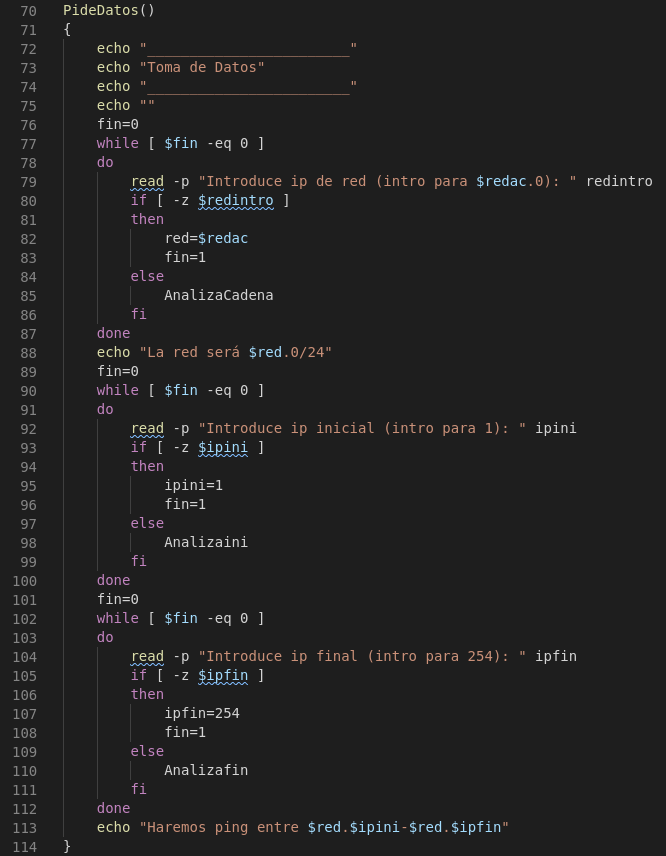 70 PideDatos()
71 {
72     echo "_________________________"
73     echo "Toma de Datos"
74     echo "_________________________"
75     echo ""
76     fin=0
77     while [ $fin -eq 0 ]
78     do
79         read -p "Introduce ip de red (intro para $redac.0): " redintro
80         if [ -z $redintro ]
81         then
82             red=$redac
83             fin=1
84         else
85             AnalizaCadena
86         fi
87     done
88     echo "La red será $red.0/24"
89     fin=0
90     while [ $fin -eq 0 ]
91     do
92         read -p "Introduce ip inicial (intro para 1): " ipini
93         if [ -z $ipini ]
94         then
95             ipini=1
96             fin=1
97         else
98             Analizaini
99         fi
100     done
101     fin=0
102     while [ $fin -eq 0 ]
103     do
104         read -p "Introduce ip final (intro para 254): " ipfin
105         if [ -z $ipfin ]
106         then
107             ipfin=254
108             fin=1
109         else
110             Analizafin
111         fi
112     done
113     echo "Haremos ping entre $red.$ipini-$red.$ipfin"
114 }